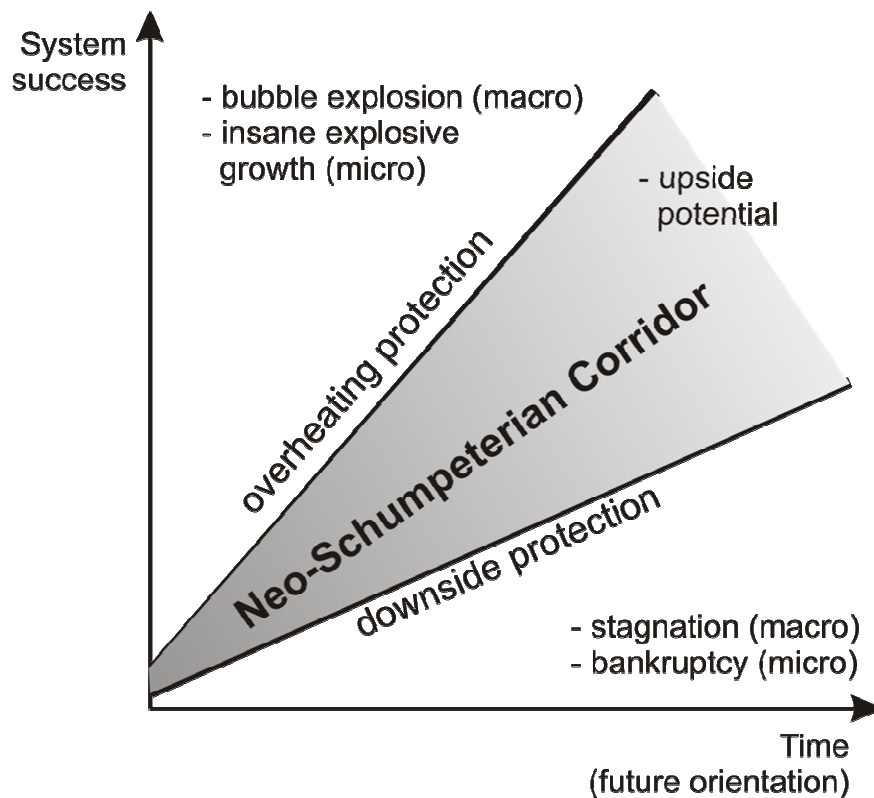 System
success
- bubble explosion (macro)
- insane explosive
growth (micro)
- upside
potential
overheating protection
Neo-Schumpeterian Corridor
downside protection
- stagnation (macro)
- bankruptcy (micro)
Time
(future orientation)